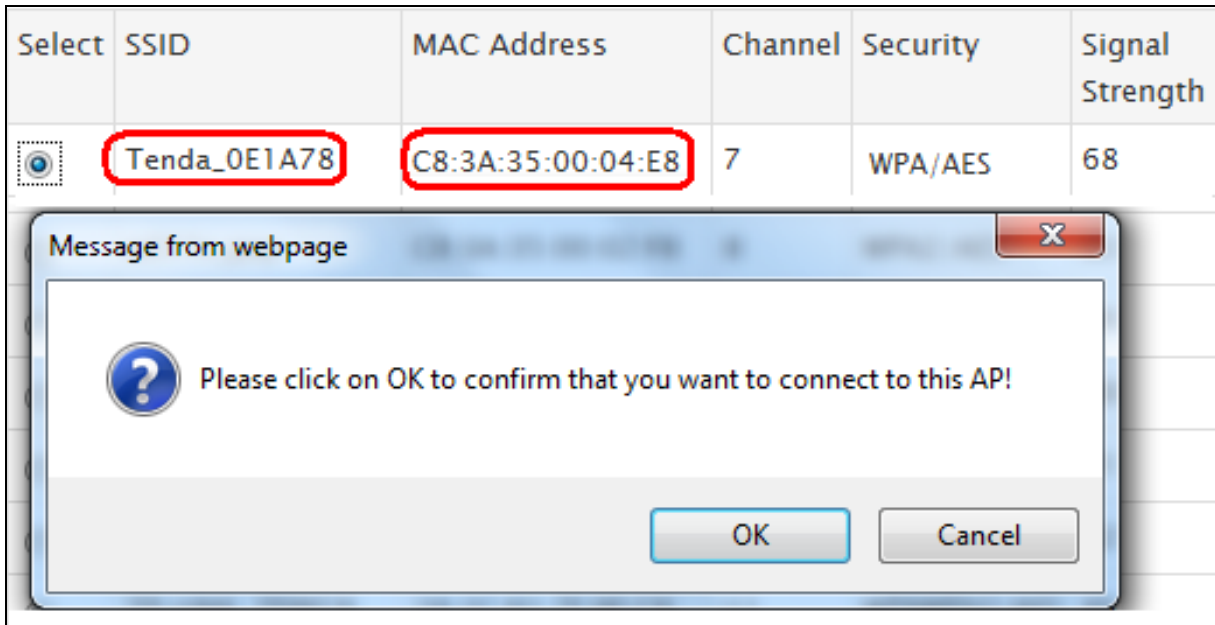 Select SSID MAC Address Channel Security Signal
Strength
Tenda_0E1A78 C8:3A:35:00:04:E8 7 WPA/AES 68
Message from webpage
Please click on OK to confirm that you want to connect to this AP!
OK Cancel